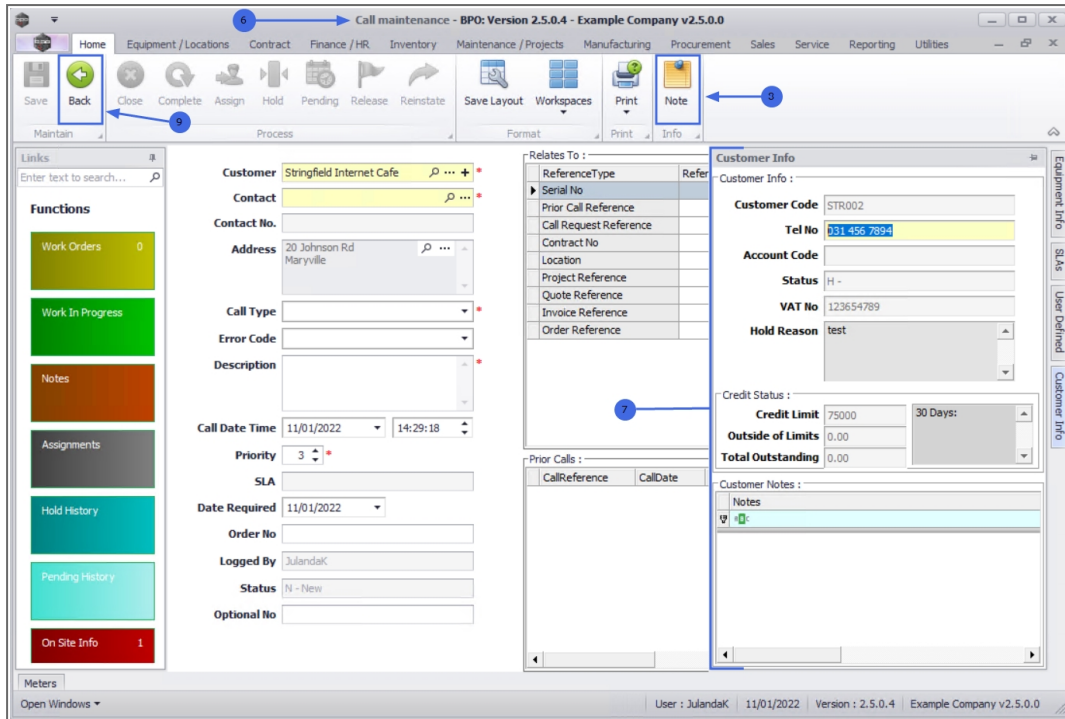 6
Call maintenance - BPO: Version 2.5.0.4 - Example Company v2.5.0.0
Home Equipment / Locations Contract Finance / HR Inventory Maintenance / Projects Manufacturing Procurement Sales Service Reporting Utilities
Save Back Close Complete Assign Hold Pending Release Reinstate Save Layout Workspaces Print Note
3
9
Maintain Process Format Print Info
Links
Enter text to search...
Functions
Work Orders 0
Work In Progress
Notes
Assignments
Hold History
Pending History
On Site Info 1
Customer Stringfield Internet Cafe *
Contact *
Contact No.
Address 20 Johnson Rd
Maryville
Call Type *
Error Code
Description *
Call Date Time 11/01/2022 14:29:18
Priority 3 *
SLA
Date Required 11/01/2022
Order No
Logged By JulandaK
Status N - New
Optional No
Relates To :
ReferenceType Refer
Serial No
Prior Call Reference
Call Request Reference
Contract No
Location
Project Reference
Quote Reference
Invoice Reference
Order Reference
7
Prior Calls :
CallReference CallDate
Customer Info
Customer Info :
Customer Code STR002
Tel No 031 456 7894
Account Code
Status H -
VAT No 123654789
Hold Reason test
Credit Status :
Credit Limit 75000 30 Days:
Outside of Limits 0.00
Total Outstanding 0.00
Customer Notes :
Notes
Equipment Info
SLAs
User Defined
Customer Info
Meters
Open Windows User : JulandaK 11/01/2022 Version : 2.5.0.4 Example Company v2.5.0.0